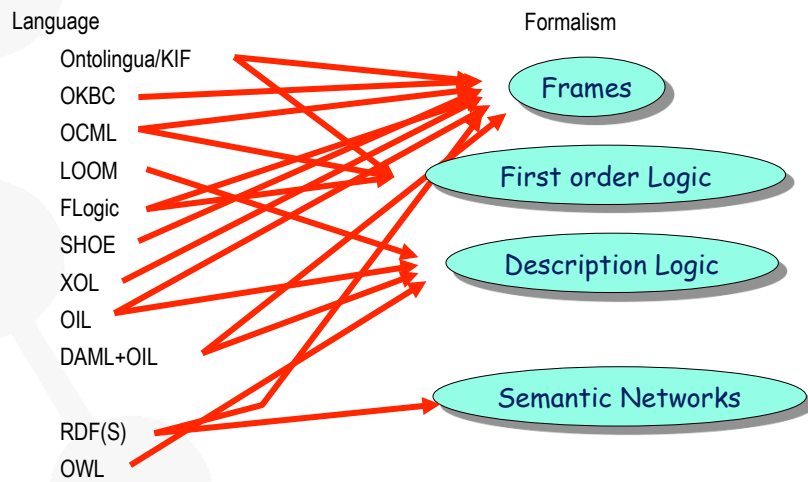 Language
Formalism
Ontolingua/KIF
OKBC
OCML
LOOM
FLogic
SHOE
XOL
OIL
DAML+OIL
RDF(S)
OWL
Frames
First order Logic
Description Logic
Semantic Networks